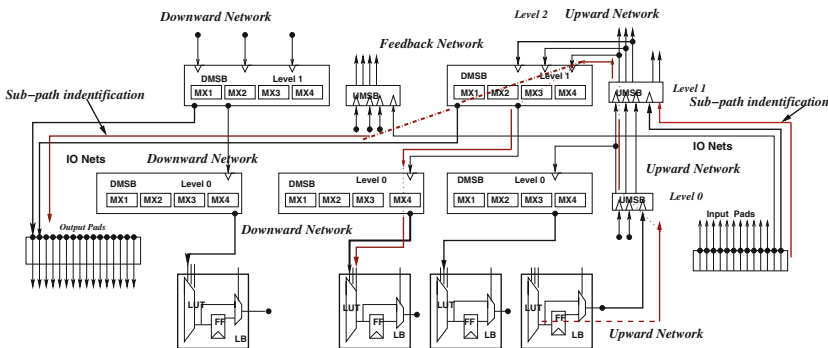 Downward Network
Level 2
Upward Network
Feedback Network
DMSB
Level 1
MX1
MX2
MX3
MX4
UMSB
DMSB
Level 1
MX1
MX2
MX3
MX4
UMSB
Level 1
Sub-path indentification
Sub-path indentification
IO Nets
IO Nets
Downward Network
Upward Network
DMSB
Level 0
MX1
MX2
MX3
MX4
DMSB
Level 0
MX1
MX2
MX3
MX4
DMSB
Level 0
MX1
MX2
MX3
MX4
UMSB
Level 0
Output Pads
Downward Network
Input Pads
LUT
FF
LB
LUT
FF
LB
LUT
FF
LB
LUT
FF
LB
Upward Network